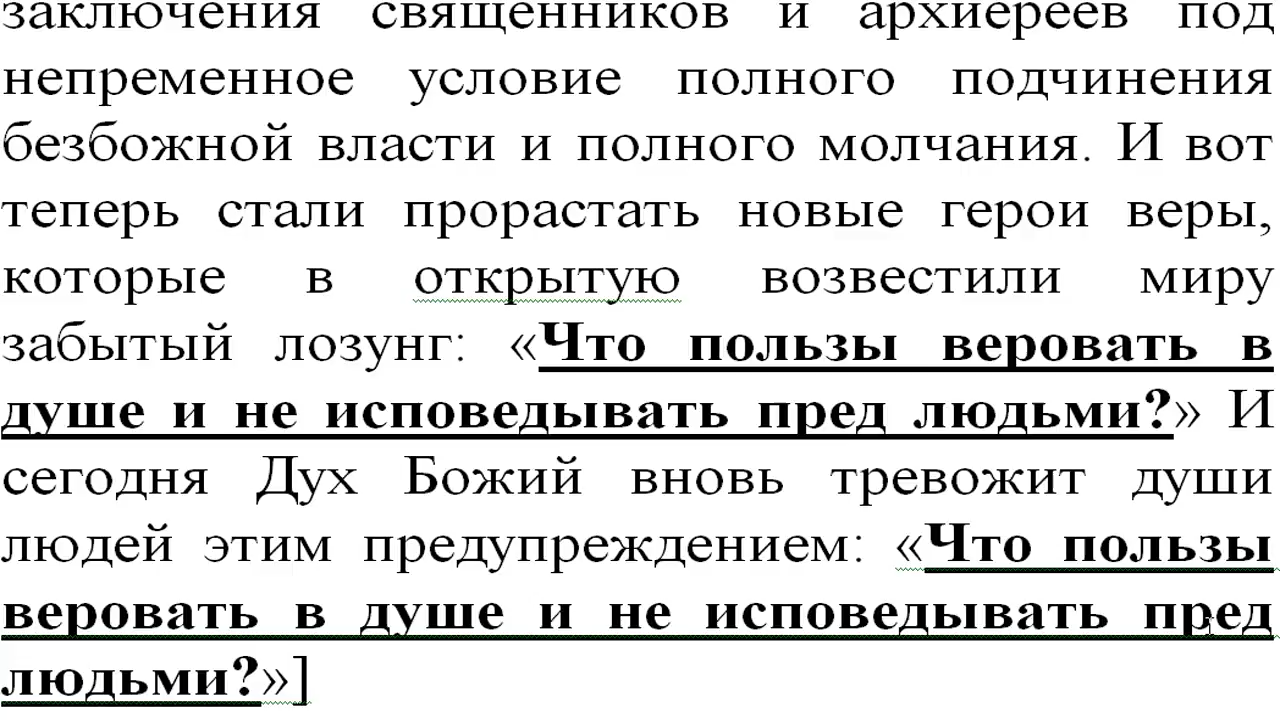 заключения священников и архиереев под
непременное условие полного подчинения
безбожной власти и полного молчания. И вот
теперь стали прорастать новые герои веры,
которые в открытую возвестили миру
забытый лозунг: «Что пользы веровать в
душе и не исповедывать пред людьми?» И
сегодня Дух Божий вновь тревожит души
людей этим предупреждением: «Что пользы
веровать в душе и не исповедывать пред
людьми?»]